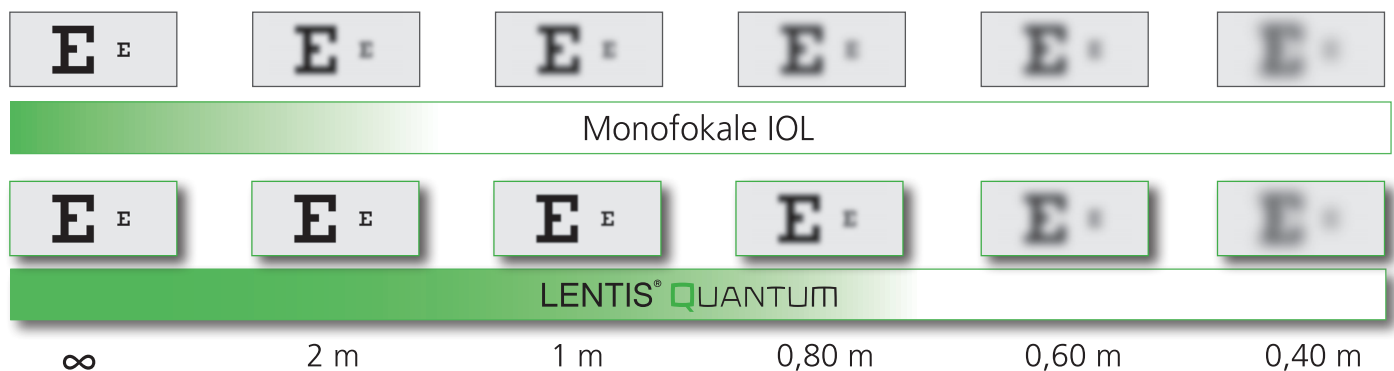 E E E E E E E E E E E E
Monofokale IOL
E E E E E E E E E E E E
LENTIS® QUANTUM
∞ 2 m 1 m 0,80 m 0,60 m 0,40 m